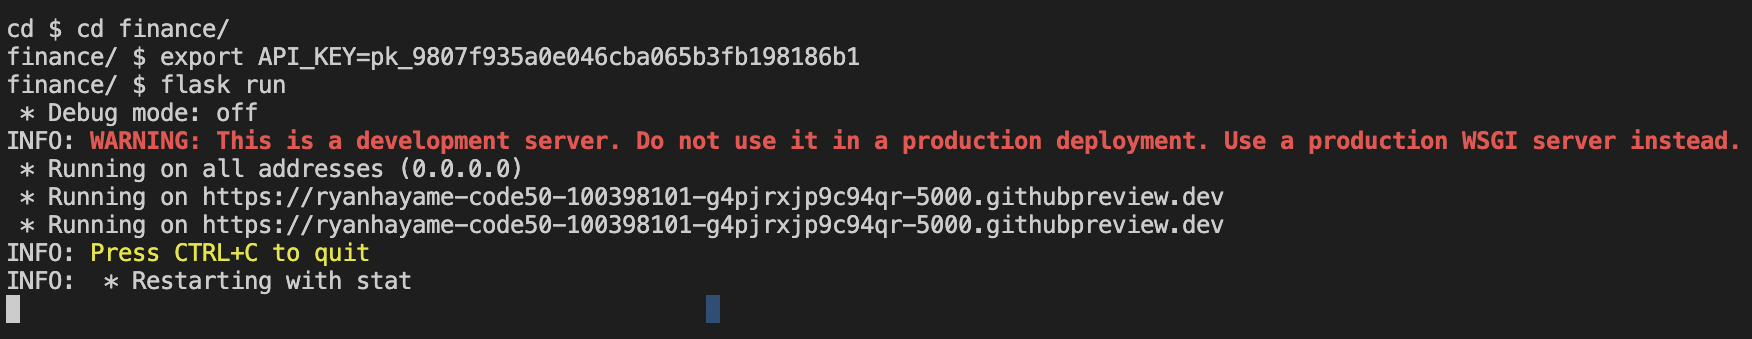 cd $ cd finance/
finance/ $ export API_KEY=pk_9807f935a0e046cba065b3fb198186b1
finance/ $ flask run
 * Debug mode: off
INFO: WARNING: This is a development server. Do not use it in a production deployment. Use a production WSGI server instead.
 * Running on all addresses (0.0.0.0)
 * Running on https://ryanhayame-code50-100398101-g4pjrxjp9c94qr-5000.githubpreview.dev
 * Running on https://ryanhayame-code50-100398101-g4pjrxjp9c94qr-5000.githubpreview.dev
INFO: Press CTRL+C to quit
INFO:  * Restarting with stat